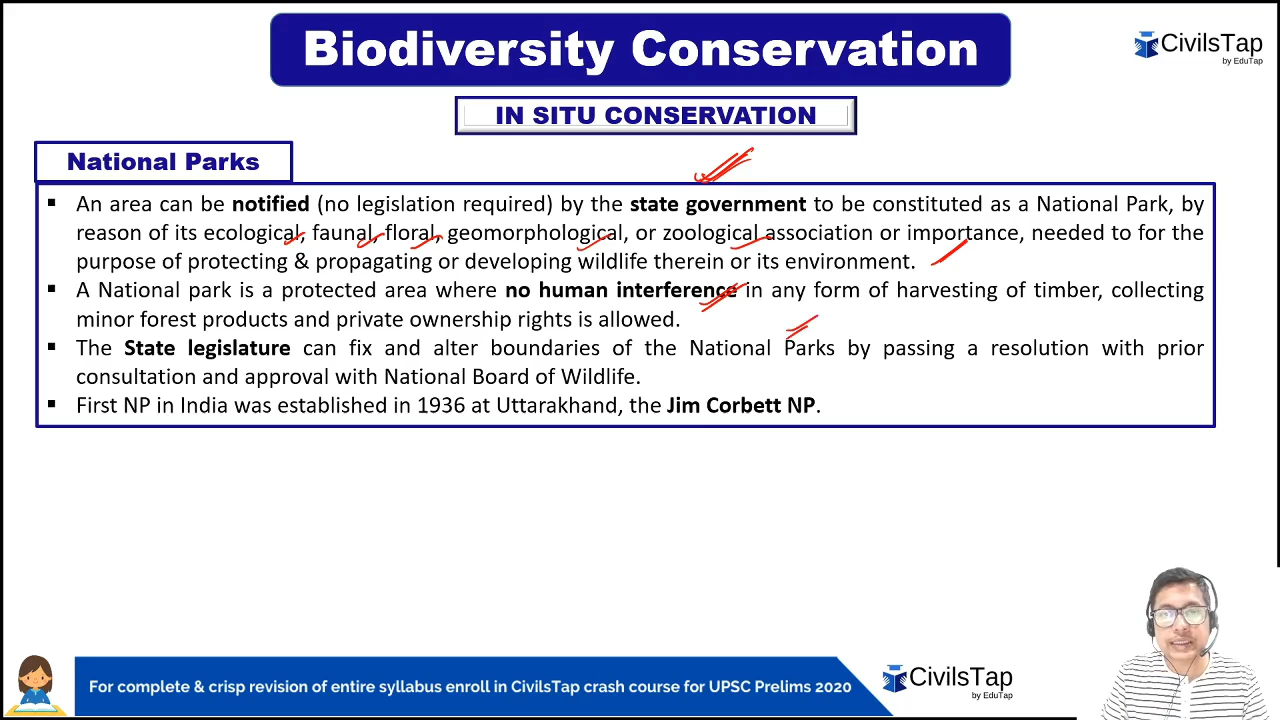 Biodiversity Conservation
CivilsTap
by EduTap
IN SITU CONSERVATION
National Parks
▪ An area can be notified (no legislation required) by the state government to be constituted as a National Park, by
reason of its ecological, faunal, floral, geomorphological, or zoological association or importance, needed to for the
purpose of protecting & propagating or developing wildlife therein or its environment.
▪ A National park is a protected area where no human interference in any form of harvesting of timber, collecting
minor forest products and private ownership rights is allowed.
▪ The State legislature can fix and alter boundaries of the National Parks by passing a resolution with prior
consultation and approval with National Board of Wildlife.
▪ First NP in India was established in 1936 at Uttarakhand, the Jim Corbett NP.
For complete & crisp revision of entire syllabus enroll in CivilsTap crash course for UPSC Prelims 2020
CivilsTap
by EduTap